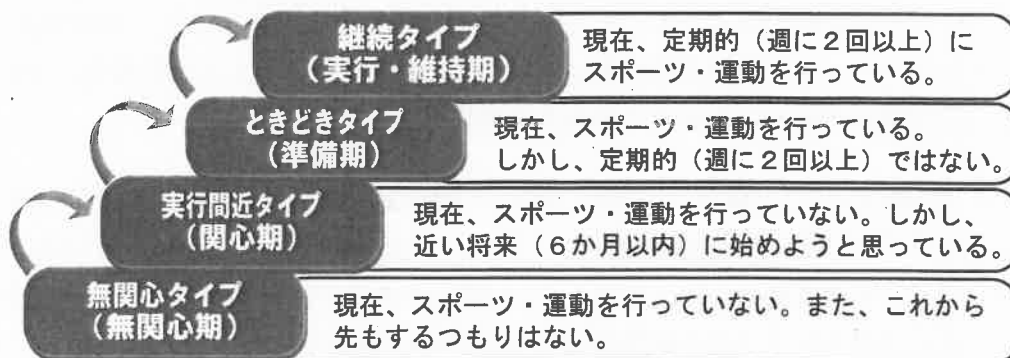 継続タイプ
(実行・維持期)
現在、定期的(週に2回以上)に
スポーツ・運動を行っている。
ときどきタイプ
(準備期)
現在、スポーツ・運動を行っている。
しかし、定期的(週に2回以上)ではない。
実行間近タイプ
(関心期)
現在、スポーツ・運動を行っていない。しかし、
近い将来(6か月以内)に始めようと思っている。
無関心タイプ
(無関心期)
現在、スポーツ・運動を行っていない。また、これから
先もするつもりはない。